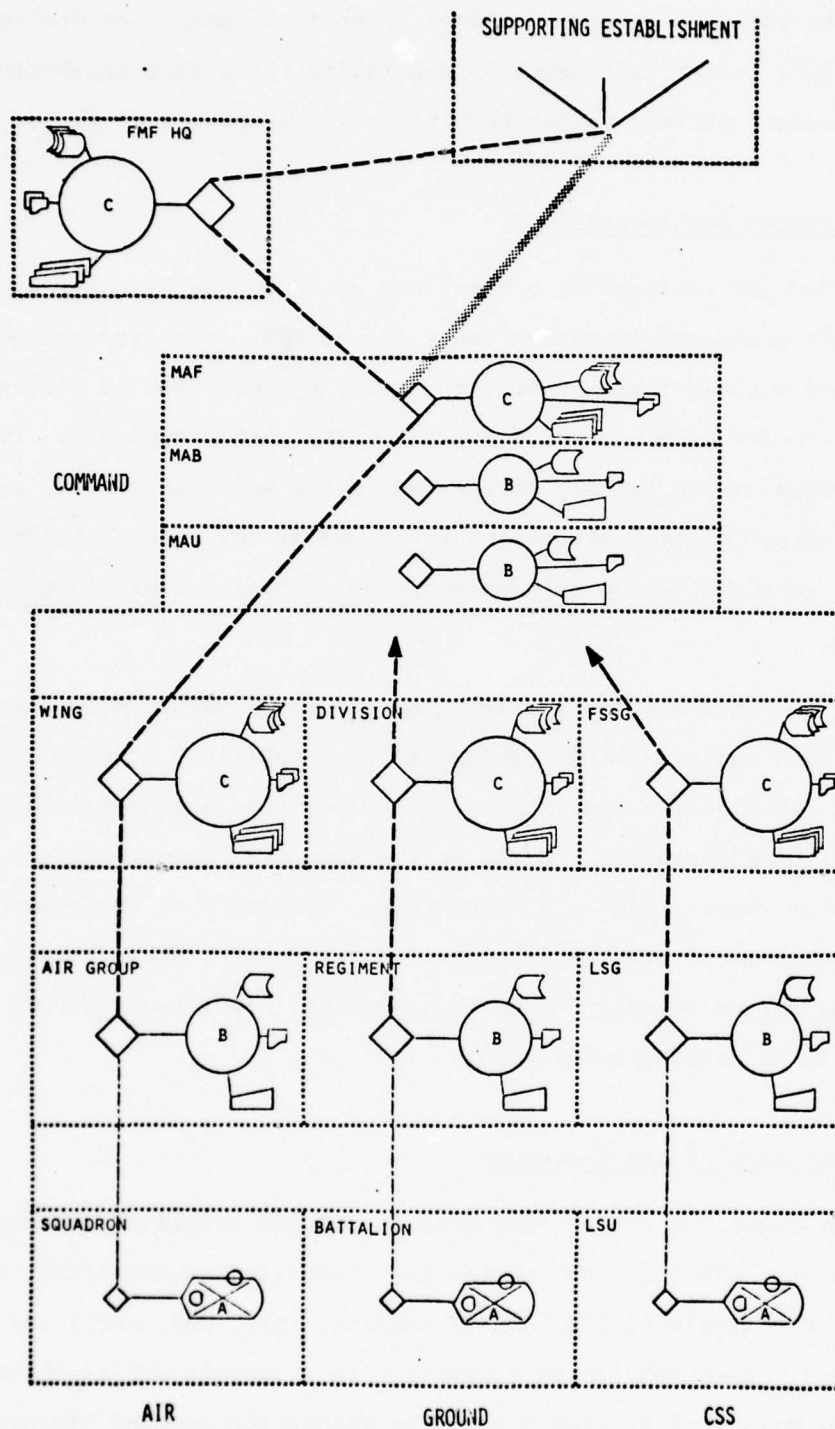 SUPPORTING ESTABLISHMENT
FMF HQ
C
MAF
C
COMMAND
MAB
B
MAU
B
WING
DIVISION
FSSG
C
C
C
AIR GROUP
REGIMENT
LSG
B
B
B
SQUADRON
BATTALION
LSU
A
A
A
AIR
GROUND
CSS